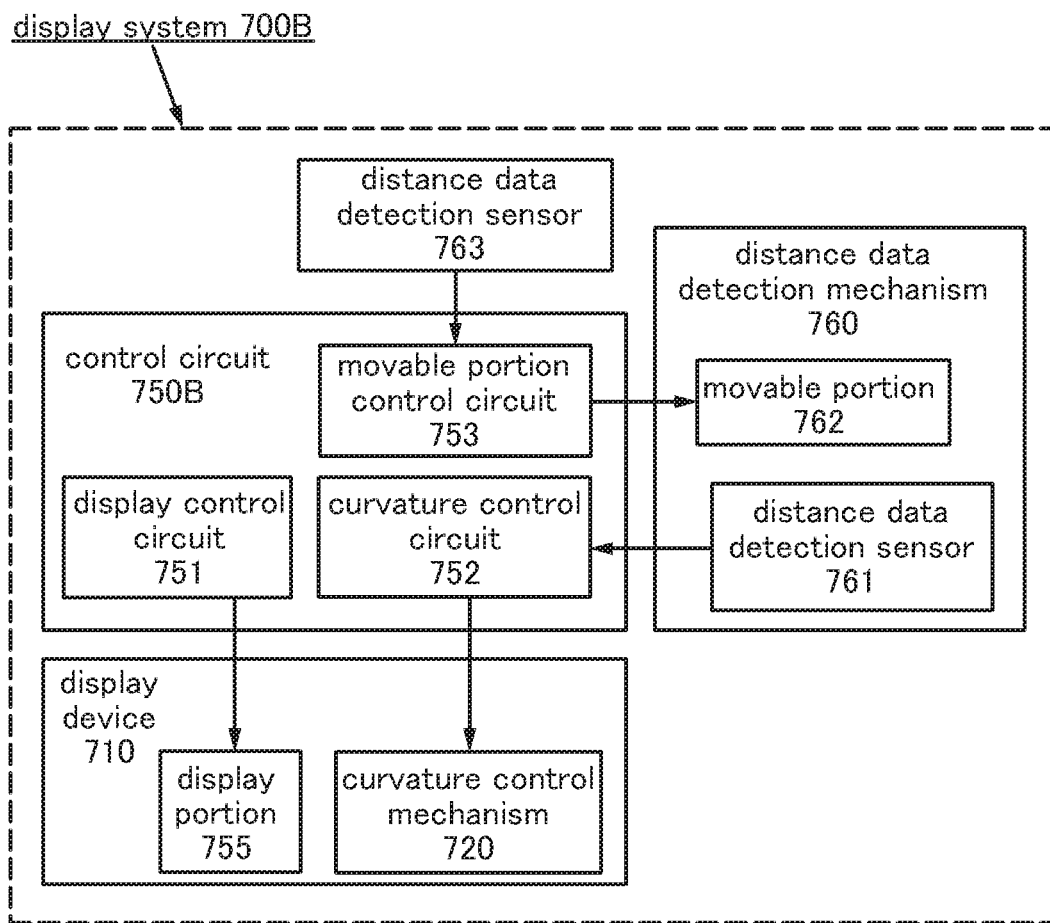 display system 700B
distance data
detection sensor
763
distance data
detection mechanism
760
control circuit
750B
movable portion
control circuit
753
movable portion
762
display control
circuit
751
curvature control
circuit
752
distance data
detection sensor
761
display
device
710
display
portion
755
curvature control
mechanism
720